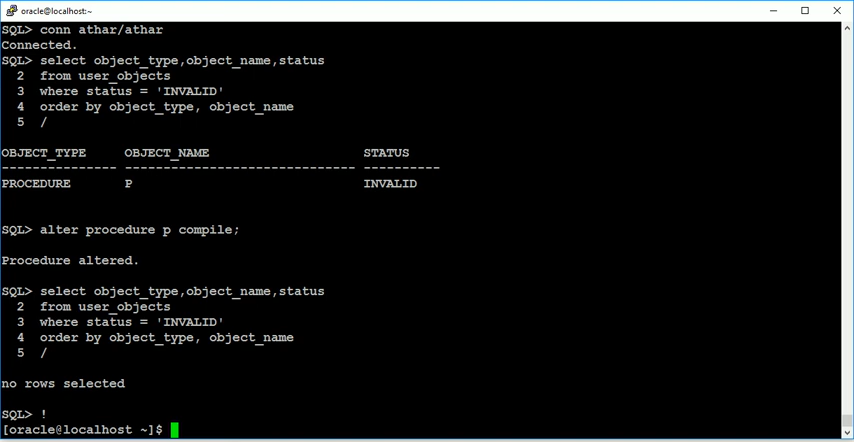 oracle@localhost:~
SQL> conn athar/athar
Connected.
SQL> select object_type,object_name,status
  2  from user_objects
  3  where status = 'INVALID'
  4  order by object_type, object_name
  5  /
OBJECT_TYPE     OBJECT_NAME                    STATUS
--------------- ------------------------------ ----------
PROCEDURE       P                              INVALID
SQL> alter procedure p compile;
Procedure altered.
SQL> select object_type,object_name,status
  2  from user_objects
  3  where status = 'INVALID'
  4  order by object_type, object_name
  5  /
no rows selected
SQL> !
[oracle@localhost ~]$